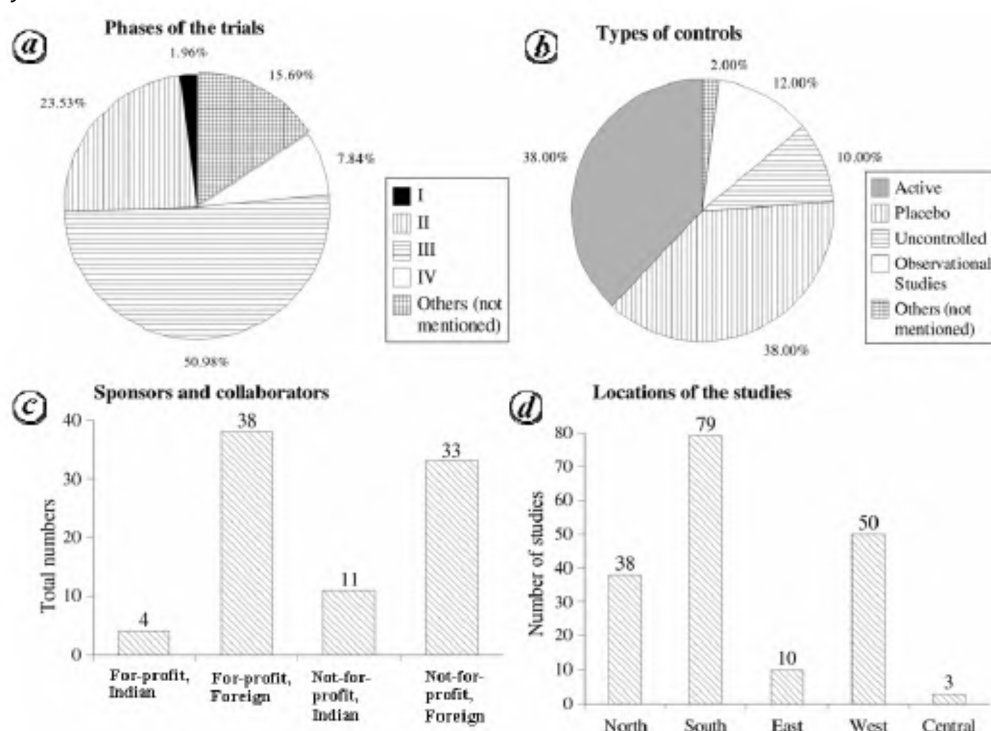 a
Phases of the trials
1.96%
15.69%
23.53%
7.84%
50.98%
I
II
III
IV
Others (not
mentioned)
b
Types of controls
2.00%
12.00%
38.00%
10.00%
38.00%
Active
Placebo
Uncontrolled
Observational
Studies
Others (not
mentioned)
c
Sponsors and collaborators
Total numbers
40
30
20
10
0
4
38
11
33
For-profit,
Indian
For-profit,
Foreign
Not-for-
profit,
Indian
Not-for-
profit,
Foreign
d
Locations of the studies
Number of studies
80
70
60
50
40
30
20
10
0
38
79
10
50
3
North
South
East
West
Central